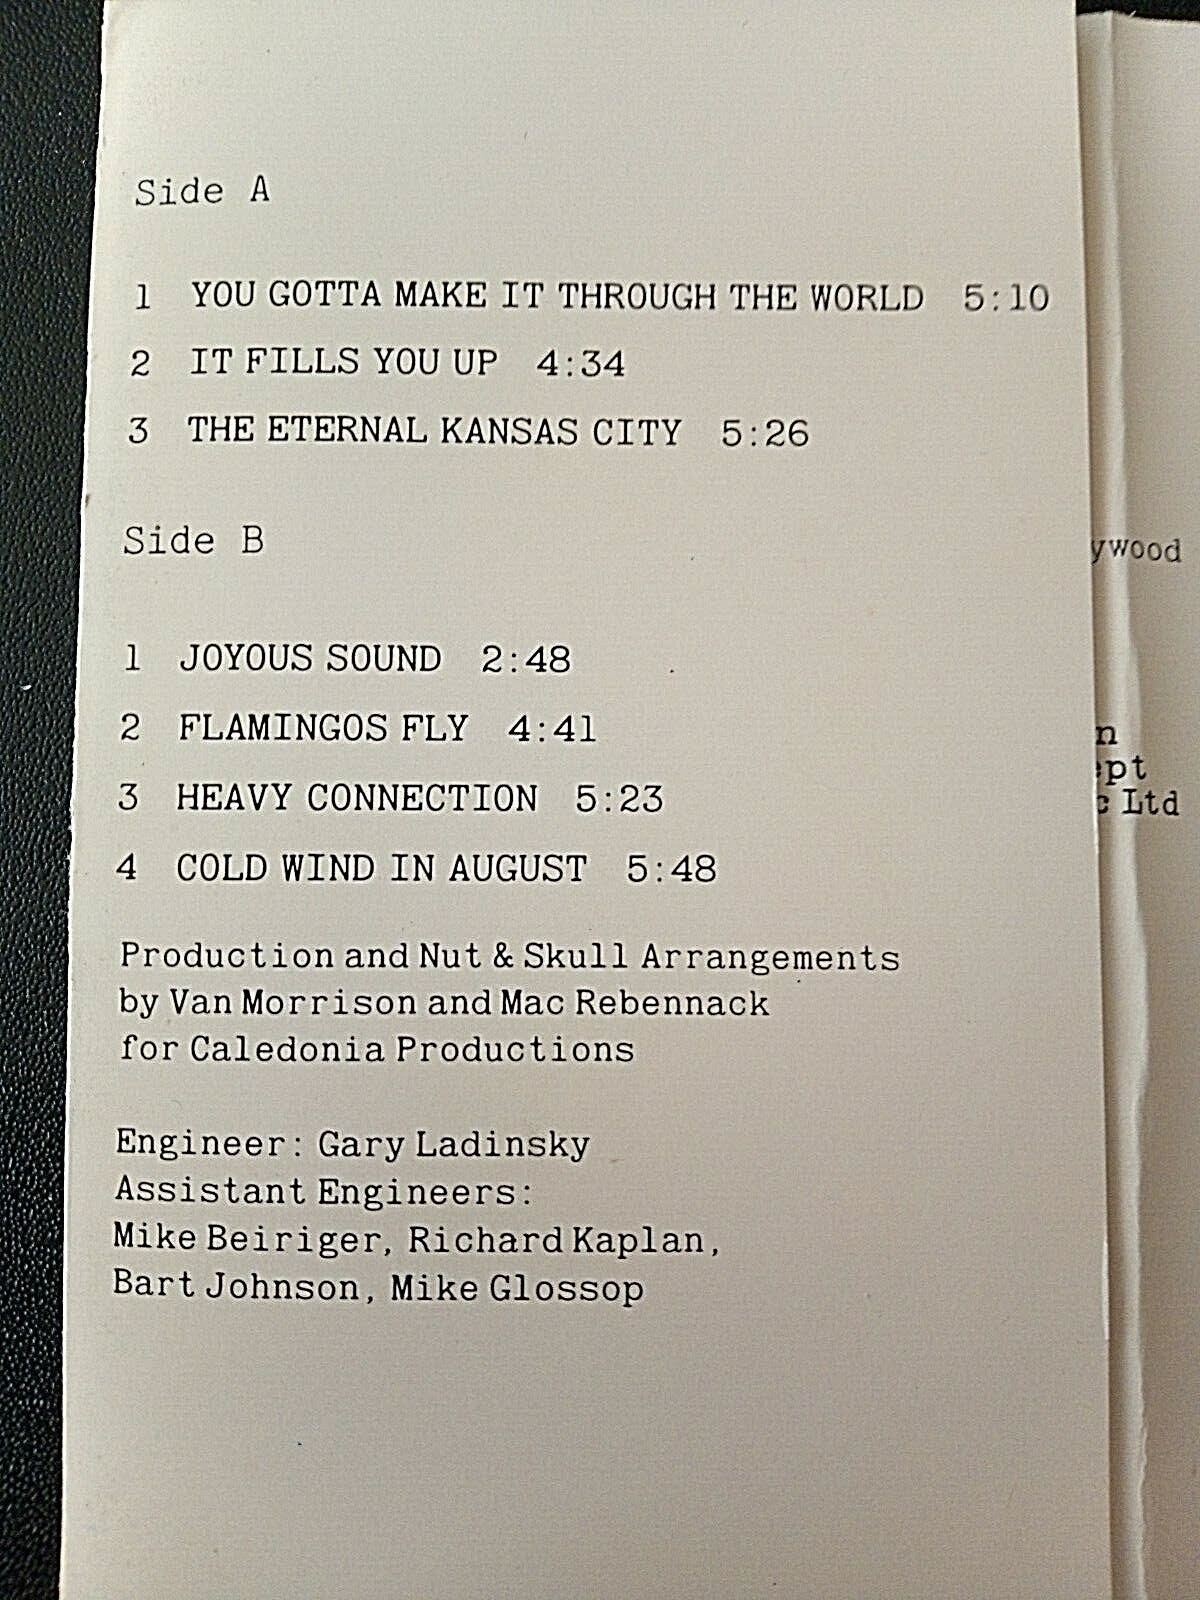 Side A
1 YOU GOTTA MAKE IT THROUGH THE WORLD 5:10
2 IT FILLS YOU UP 4:34
3 THE ETERNAL KANSAS CITY 5:26
Side B
1 JOYOUS SOUND 2:48
2 FLAMINGOS FLY 4:41
3 HEAVY CONNECTION 5:23
4 COLD WIND IN AUGUST 5:48
Production and Nut & Skull Arrangements
by Van Morrison and Mac Rebennack
for Caledonia Productions
Engineer: Gary Ladinsky
Assistant Engineers:
Mike Beiriger, Richard Kaplan,
Bart Johnson, Mike Glossop
ywood
n
pt
Ltd